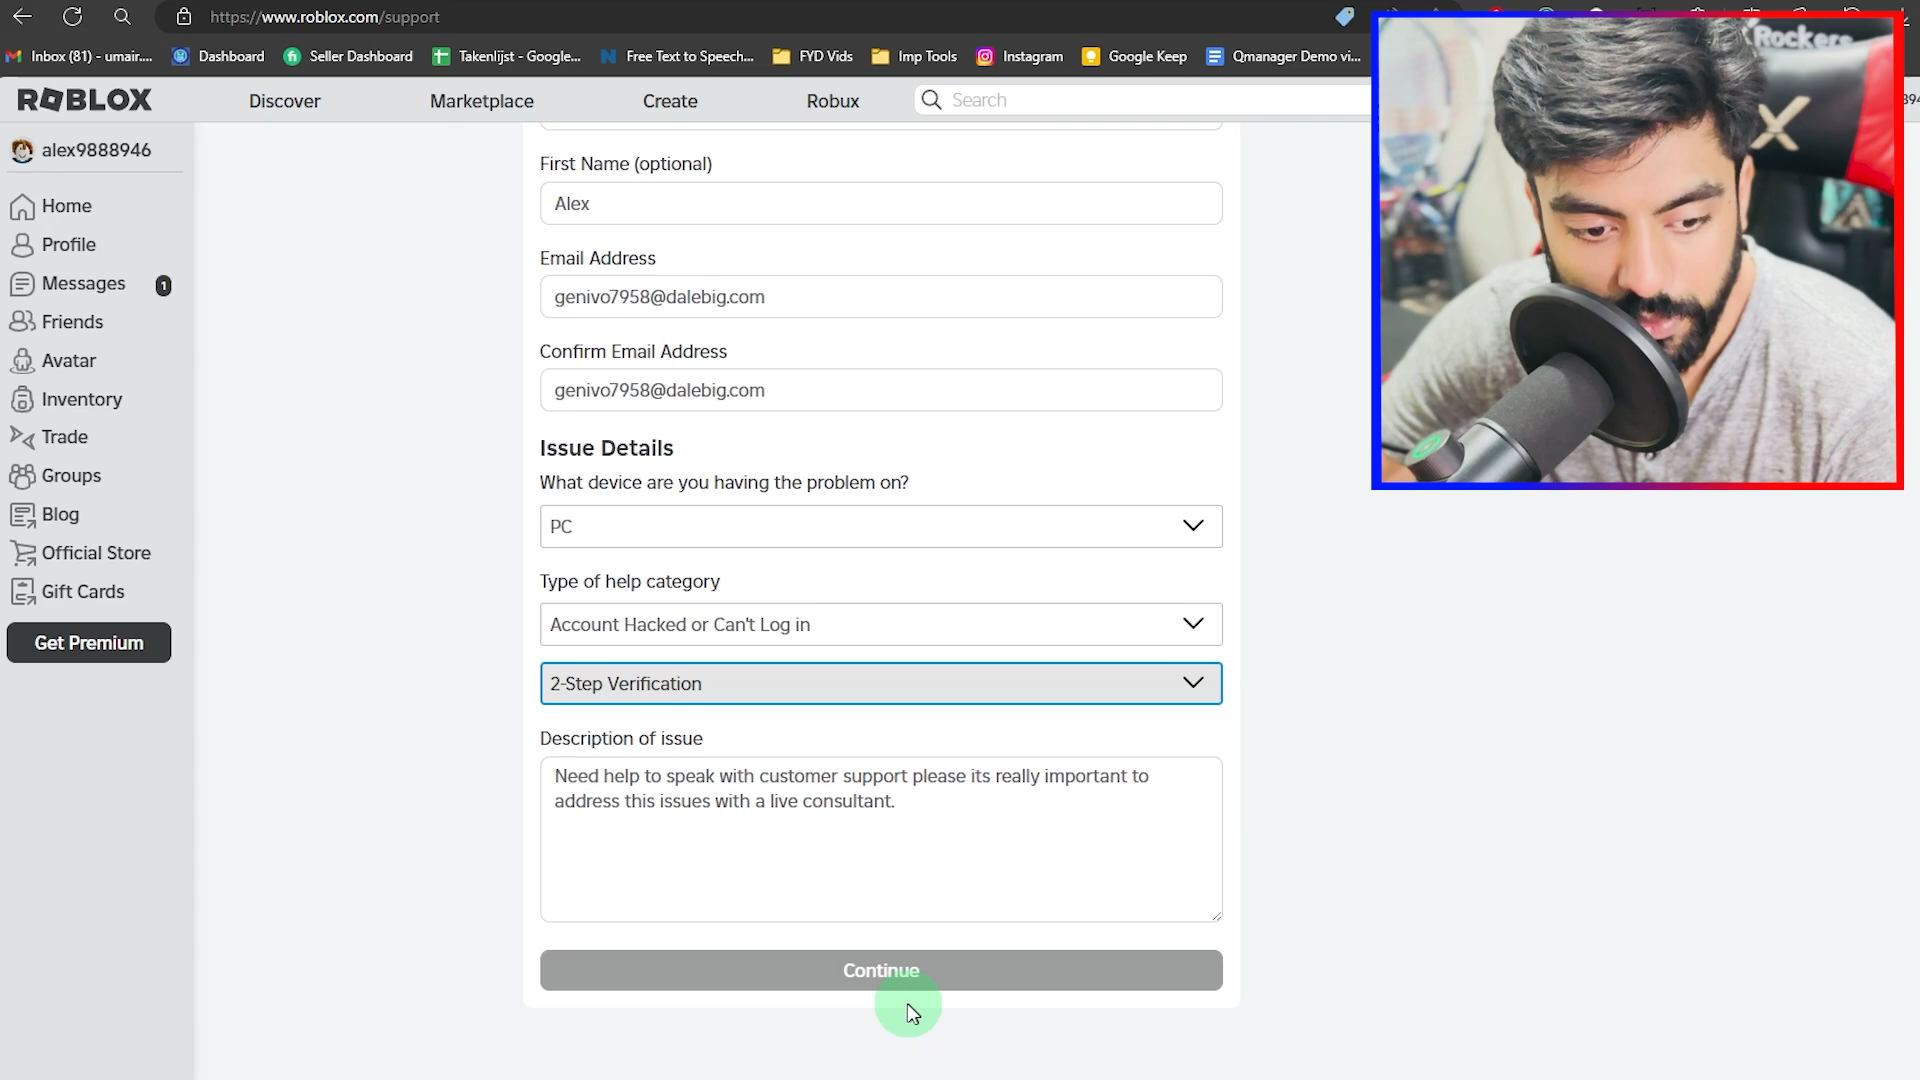 https://www.roblox.com/support
Inbox (81) - umair....
Dashboard
Seller Dashboard
Takenlijst - Google...
Free Text to Speech...
FYD Vids
Imp Tools
Instagram
Google Keep
Qmanager Demo vi...
ROBLOX
Discover
Marketplace
Create
Robux
Search
Rockers
alex9888946
Home
Profile
Messages
1
Friends
Avatar
Inventory
Trade
Groups
Blog
Official Store
Gift Cards
Get Premium
First Name (optional)
Alex
Email Address
genivo7958@dalebig.com
Confirm Email Address
genivo7958@dalebig.com
Issue Details
What device are you having the problem on?
PC
Type of help category
Account Hacked or Can't Log in
2-Step Verification
Description of issue
Need help to speak with customer support please its really important to
address this issues with a live consultant.
Continue